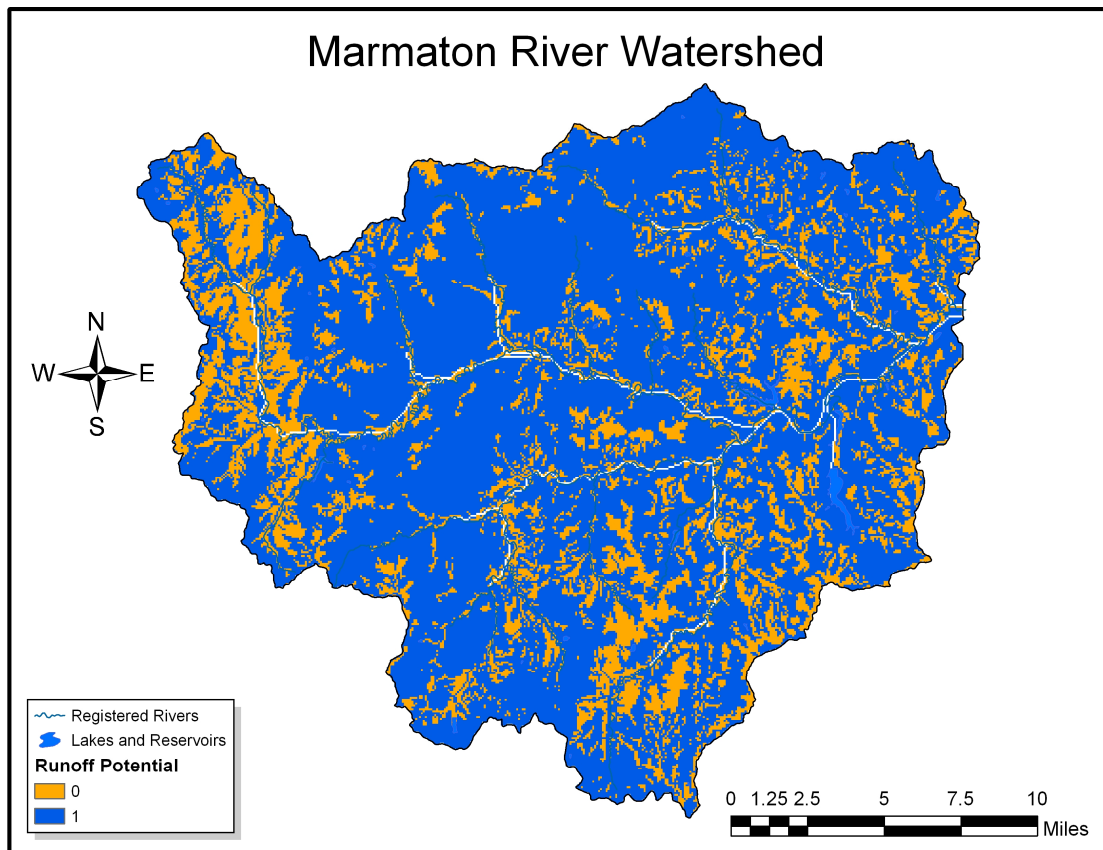 Marmaton River Watershed
N
W E
S
Registered Rivers
Lakes and Reservoirs
Runoff Potential
0
1
0 1.25 2.5 5 7.5 10
Miles